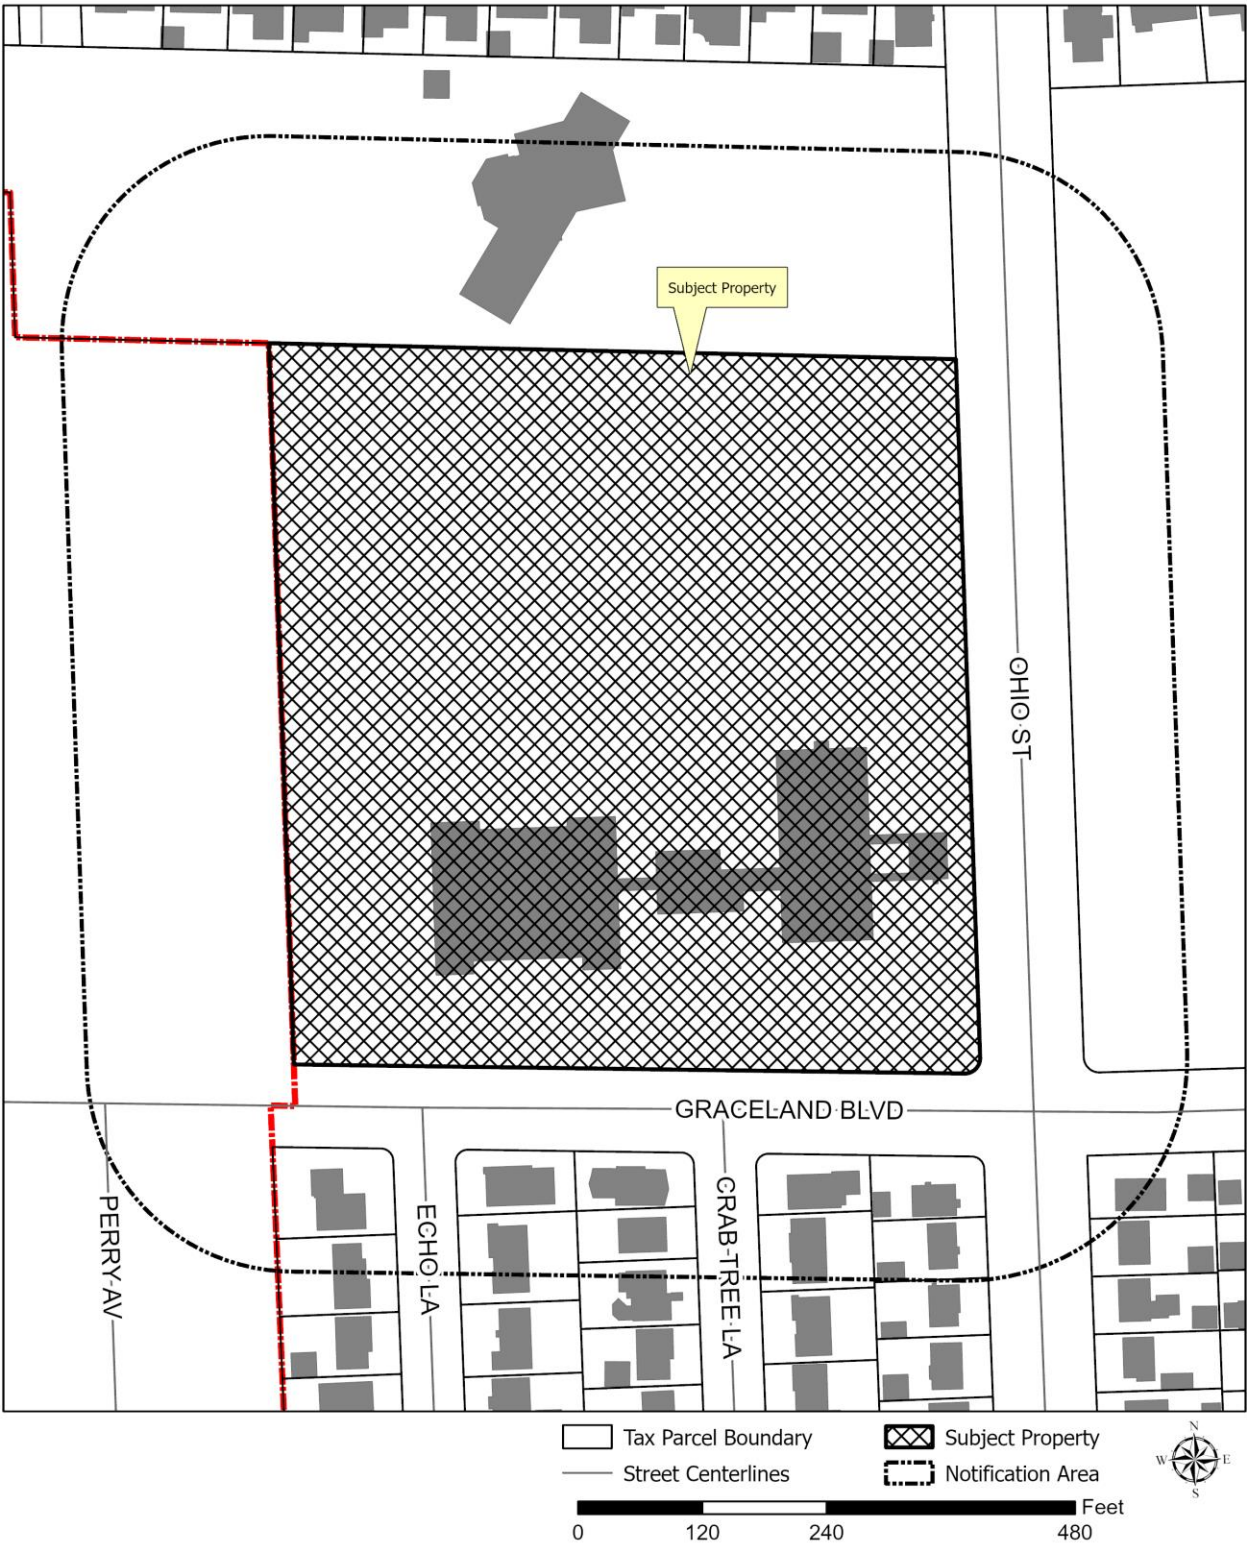 Subject Property
OHIO ST
GRACELAND BLVD
PERRY AV
ECHO LA
CRAB TREE LA
Tax Parcel Boundary
Subject Property
Street Centerlines
Notification Area
N
W
E
S
Feet
0 120 240 480